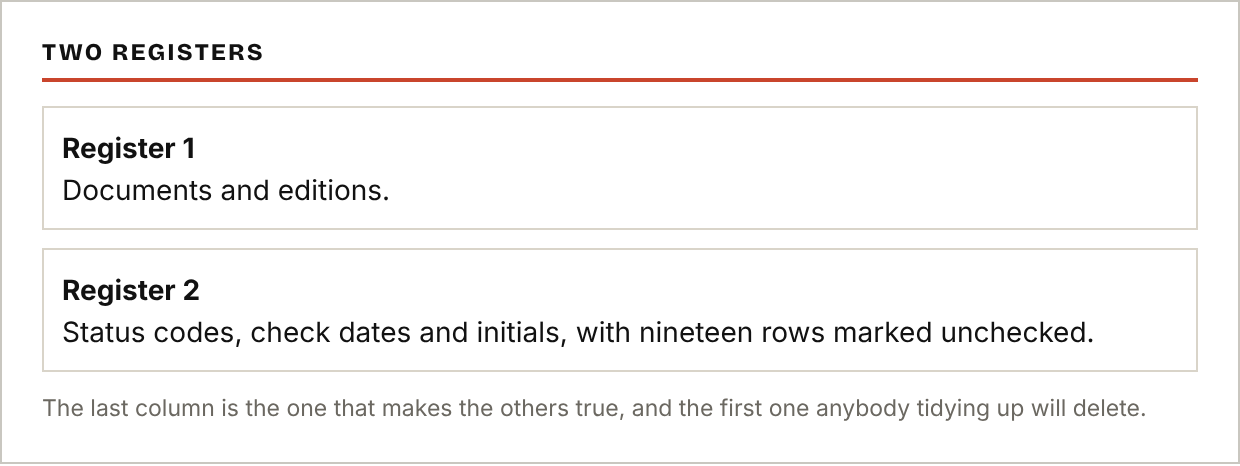 TWO REGISTERS
Register 1
Documents and editions.
Register 2
Status codes, check dates and initials, with nineteen rows marked unchecked.
The last column is the one that makes the others true, and the first one anybody tidying up will delete.